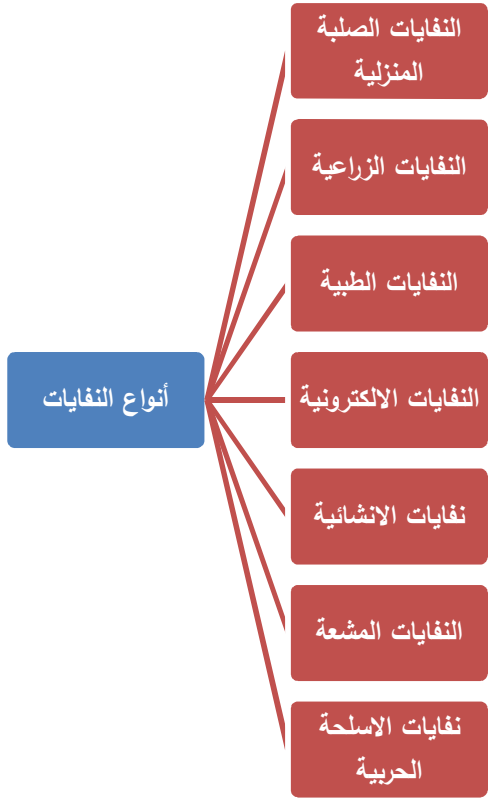 النفايات الصلبة
المنزلية
النفايات الزراعية
النفايات الطبية
أنواع النفايات
النفايات الالكترونية
نفايات الانشائية
النفايات المشعة
نفايات الاسلحة
الحربية